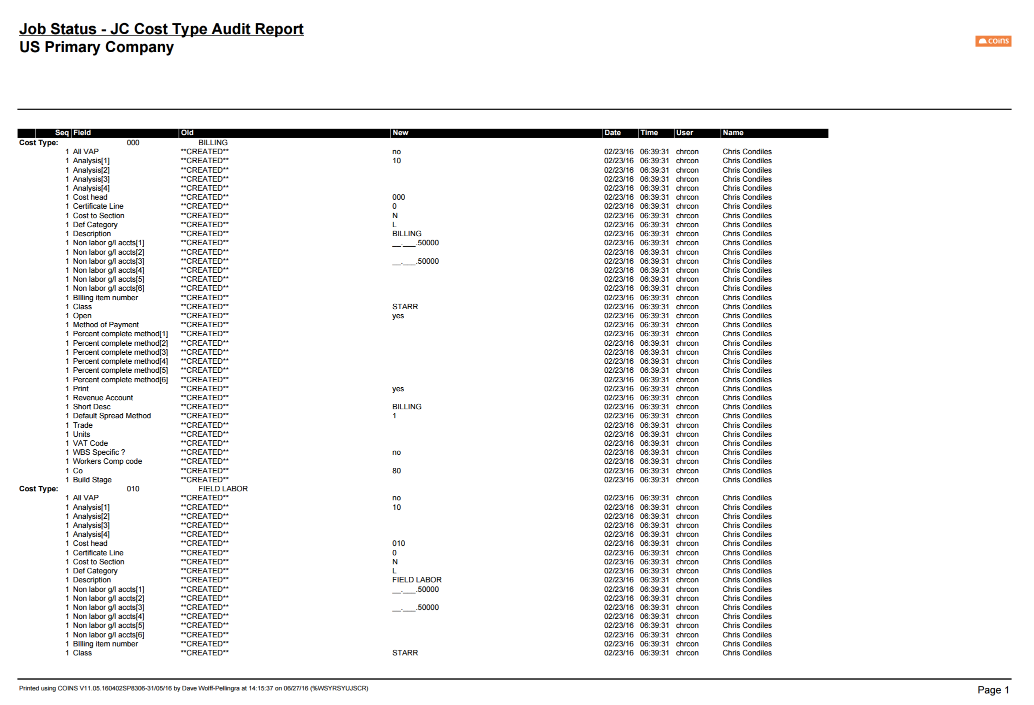 Job Status - JC Cost Type Audit Report
US Primary Company
COINS
Seq Field Old New Date Time User Name
Cost Type: 000 BILLING
1 All VAP **CREATED** no 02/23/16 06:39:31 chrcon Chris Condiles
1 Analysis[1] **CREATED** 10 02/23/16 06:39:31 chrcon Chris Condiles
1 Analysis[2] **CREATED** 02/23/16 06:39:31 chrcon Chris Condiles
1 Analysis[3] **CREATED** 02/23/16 06:39:31 chrcon Chris Condiles
1 Analysis[4] **CREATED** 02/23/16 06:39:31 chrcon Chris Condiles
1 Cost head **CREATED** 000 02/23/16 06:39:31 chrcon Chris Condiles
1 Certificate Line **CREATED** 0 02/23/16 06:39:31 chrcon Chris Condiles
1 Cost to Section **CREATED** N 02/23/16 06:39:31 chrcon Chris Condiles
1 Def Category **CREATED** L 02/23/16 06:39:31 chrcon Chris Condiles
1 Description **CREATED** BILLING 02/23/16 06:39:31 chrcon Chris Condiles
1 Non labor g/l accts[1] **CREATED** __.___.50000 02/23/16 06:39:31 chrcon Chris Condiles
1 Non labor g/l accts[2] **CREATED** 02/23/16 06:39:31 chrcon Chris Condiles
1 Non labor g/l accts[3] **CREATED** __.___.50000 02/23/16 06:39:31 chrcon Chris Condiles
1 Non labor g/l accts[4] **CREATED** 02/23/16 06:39:31 chrcon Chris Condiles
1 Non labor g/l accts[5] **CREATED** 02/23/16 06:39:31 chrcon Chris Condiles
1 Non labor g/l accts[6] **CREATED** 02/23/16 06:39:31 chrcon Chris Condiles
1 Billing item number **CREATED** 02/23/16 06:39:31 chrcon Chris Condiles
1 Class **CREATED** STARR 02/23/16 06:39:31 chrcon Chris Condiles
1 Open **CREATED** yes 02/23/16 06:39:31 chrcon Chris Condiles
1 Method of Payment **CREATED** 02/23/16 06:39:31 chrcon Chris Condiles
1 Percent complete method[1] **CREATED** 02/23/16 06:39:31 chrcon Chris Condiles
1 Percent complete method[2] **CREATED** 02/23/16 06:39:31 chrcon Chris Condiles
1 Percent complete method[3] **CREATED** 02/23/16 06:39:31 chrcon Chris Condiles
1 Percent complete method[4] **CREATED** 02/23/16 06:39:31 chrcon Chris Condiles
1 Percent complete method[5] **CREATED** 02/23/16 06:39:31 chrcon Chris Condiles
1 Percent complete method[6] **CREATED** 02/23/16 06:39:31 chrcon Chris Condiles
1 Print **CREATED** yes 02/23/16 06:39:31 chrcon Chris Condiles
1 Revenue Account **CREATED** 02/23/16 06:39:31 chrcon Chris Condiles
1 Short Desc **CREATED** BILLING 02/23/16 06:39:31 chrcon Chris Condiles
1 Default Spread Method **CREATED** 1 02/23/16 06:39:31 chrcon Chris Condiles
1 Trade **CREATED** 02/23/16 06:39:31 chrcon Chris Condiles
1 Units **CREATED** 02/23/16 06:39:31 chrcon Chris Condiles
1 VAT Code **CREATED** 02/23/16 06:39:31 chrcon Chris Condiles
1 WBS Specific ? **CREATED** no 02/23/16 06:39:31 chrcon Chris Condiles
1 Workers Comp code **CREATED** 02/23/16 06:39:31 chrcon Chris Condiles
1 Co **CREATED** 80 02/23/16 06:39:31 chrcon Chris Condiles
1 Build Stage **CREATED** 02/23/16 06:39:31 chrcon Chris Condiles
Cost Type: 010 FIELD LABOR
1 All VAP **CREATED** no 02/23/16 06:39:31 chrcon Chris Condiles
1 Analysis[1] **CREATED** 10 02/23/16 06:39:31 chrcon Chris Condiles
1 Analysis[2] **CREATED** 02/23/16 06:39:31 chrcon Chris Condiles
1 Analysis[3] **CREATED** 02/23/16 06:39:31 chrcon Chris Condiles
1 Analysis[4] **CREATED** 02/23/16 06:39:31 chrcon Chris Condiles
1 Cost head **CREATED** 010 02/23/16 06:39:31 chrcon Chris Condiles
1 Certificate Line **CREATED** 0 02/23/16 06:39:31 chrcon Chris Condiles
1 Cost to Section **CREATED** N 02/23/16 06:39:31 chrcon Chris Condiles
1 Def Category **CREATED** L 02/23/16 06:39:31 chrcon Chris Condiles
1 Description **CREATED** FIELD LABOR 02/23/16 06:39:31 chrcon Chris Condiles
1 Non labor g/l accts[1] **CREATED** __.___.50000 02/23/16 06:39:31 chrcon Chris Condiles
1 Non labor g/l accts[2] **CREATED** 02/23/16 06:39:31 chrcon Chris Condiles
1 Non labor g/l accts[3] **CREATED** __.___.50000 02/23/16 06:39:31 chrcon Chris Condiles
1 Non labor g/l accts[4] **CREATED** 02/23/16 06:39:31 chrcon Chris Condiles
1 Non labor g/l accts[5] **CREATED** 02/23/16 06:39:31 chrcon Chris Condiles
1 Non labor g/l accts[6] **CREATED** 02/23/16 06:39:31 chrcon Chris Condiles
1 Billing item number **CREATED** 02/23/16 06:39:31 chrcon Chris Condiles
1 Class **CREATED** STARR 02/23/16 06:39:31 chrcon Chris Condiles
Printed using COINS V11.05.160402SP8306-31/05/16 by Dave Wolff-Pellingra at 14:15:37 on 06/27/16 (%WSYRSYUJSCR)
Page 1